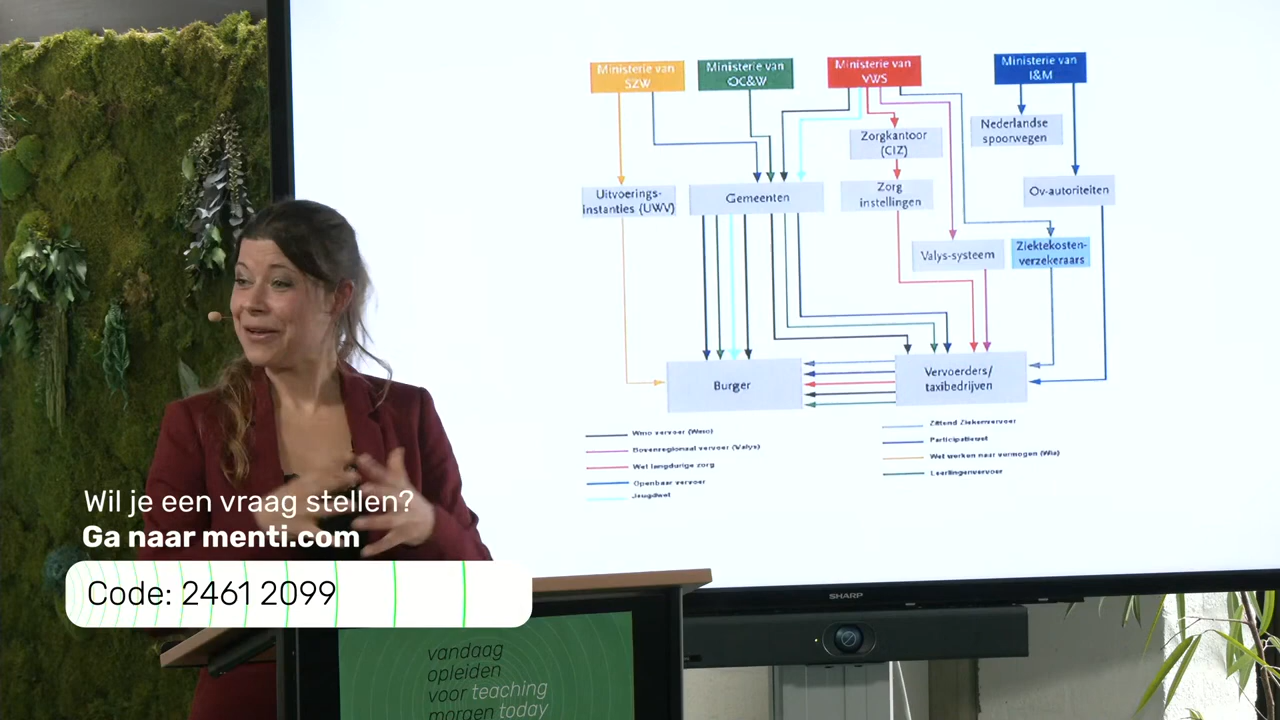 Ministerie van
SZW
Ministerie van
OC&W
Ministerie van
VWS
Ministerie van
I&M
Nederlandse
spoorwegen
Zorgkantoor
(CIZ)
Uitvoerings-
instanties (UWV)
Gemeenten
Zorg
instellingen
Ov-autoriteiten
Valys-systeem
Ziektekosten-
verzekeraars
Burger
Vervoerders/
taxibedrijven
Wmo vervoer (Wmo)
Bovenregionaal vervoer (Valys)
Wet langdurige zorg
Openbaar vervoer
Jeugdwet
Zittend Ziekenvervoer
Participatiewet
Wet werken naar vermogen (Wia)
Leerlingenvervoer
Wil je een vraag stellen?
Ga naar menti.com
Code: 2461 2099
SHARP
vandaag
opleiden
voor teaching
morgen today